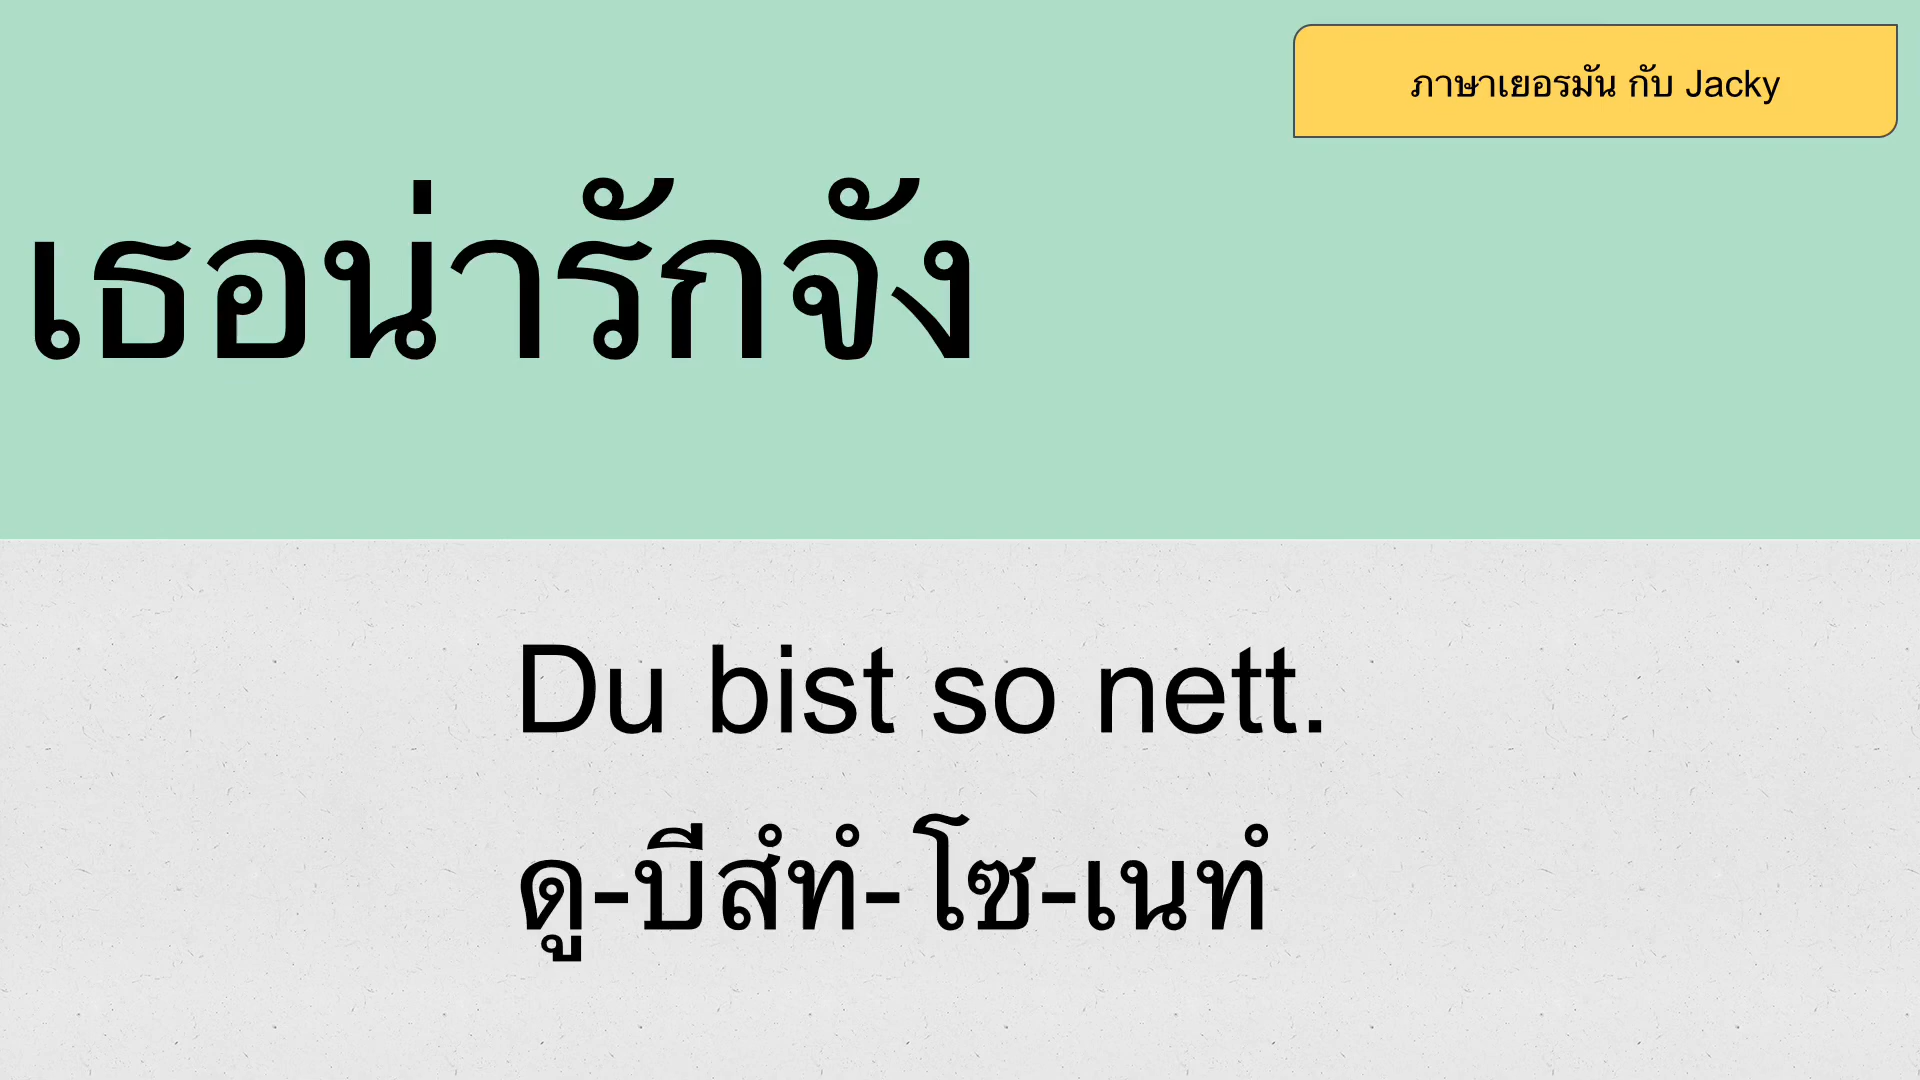 ภาษาเยอรมัน กับ Jacky
เธอน่ารักจัง
Du bist so nett.
ดู-บีสํทํ-โซ-เนทํ